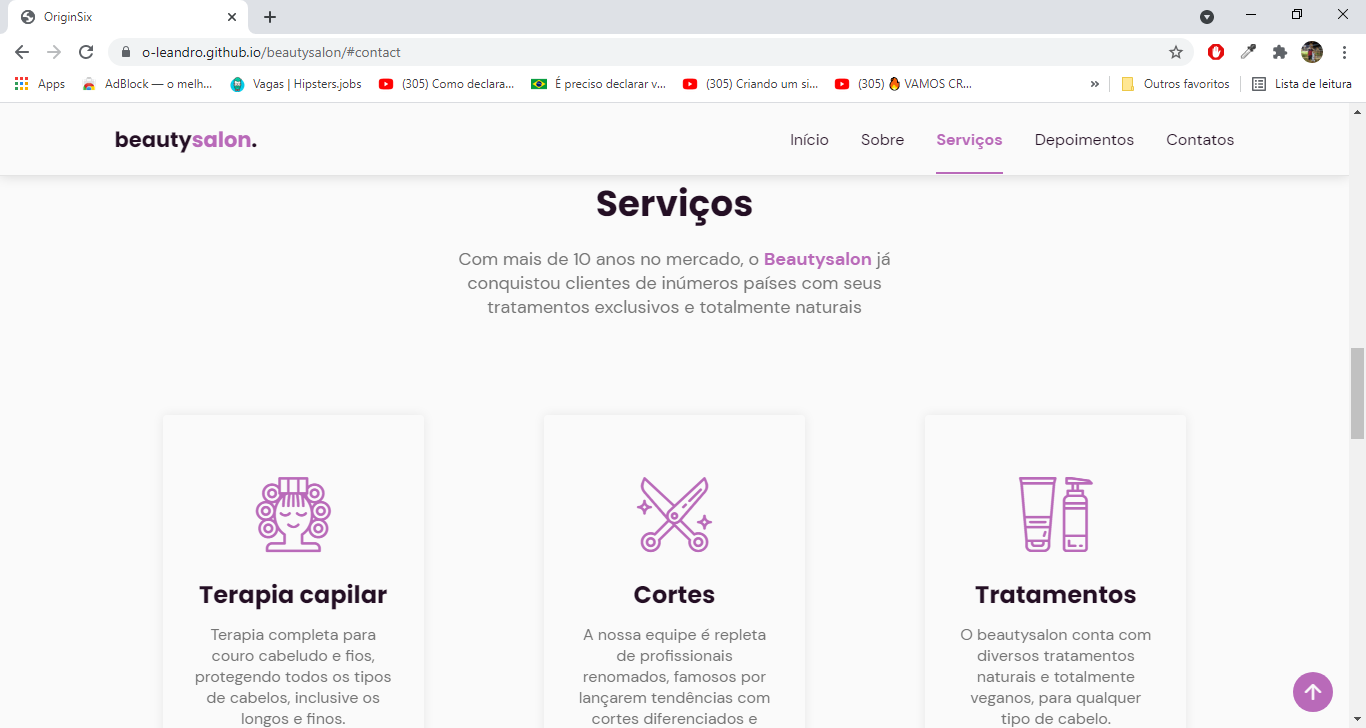 OriginSix
o-leandro.github.io/beautysalon/#contact
Apps
AdBlock — o melh...
Vagas | Hipsters.jobs
(305) Como declara...
É preciso declarar v...
(305) Criando um si...
(305) 🔥 VAMOS CR...
»
Outros favoritos
Lista de leitura
beautysalon.
Início
Sobre
Serviços
Depoimentos
Contatos
Serviços
Com mais de 10 anos no mercado, o Beautysalon já
conquistou clientes de inúmeros países com seus
tratamentos exclusivos e totalmente naturais
Terapia capilar
Terapia completa para
couro cabeludo e fios,
protegendo todos os tipos
de cabelos, inclusive os
longos e finos.
Cortes
A nossa equipe é repleta
de profissionais
renomados, famosos por
lançarem tendências com
cortes diferenciados e
Tratamentos
O beautysalon conta com
diversos tratamentos
naturais e totalmente
veganos, para qualquer
tipo de cabelo.